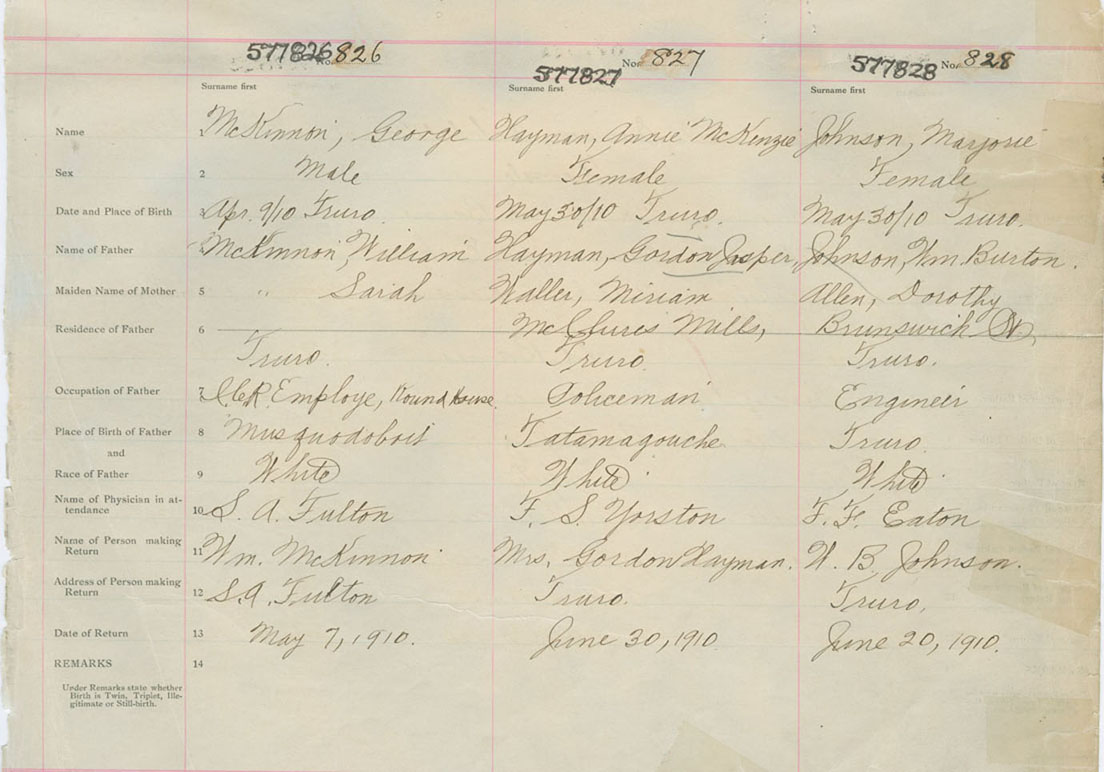 577826 No. 826
577827 No. 827
577828 No. 828
Surname first Surname first Surname first
Name McKinnon, George Hayman, Annie McKenzie Johnson, Marjorie
Sex 2 Male Female Female
Date and Place of Birth 3 Apr. 9/10 Truro. May 30/10 Truro. May 30/10 Truro.
Name of Father McKinnon, William Hayman, Gordon Jasper, Johnson, Wm. Burton.
Maiden Name of Mother 5 " Sarah Waller, Miriam Allen, Dorothy
Residence of Father 6 McClures Mills, Brunswick St,
Truro. Truro. Truro.
Occupation of Father 7 I.C.R. Employe, Round House. Policeman Engineer
Place of Birth of Father 8 Musquodoboit Tatamagouche Truro.
and
Race of Father 9 White White White
Name of Physician in at-
tendance 10 S. A. Fulton F. S. Yorston F. F. Eaton
Name of Person making
Return 11 Wm. McKinnon Mrs. Gordon Hayman. W. B. Johnson.
Address of Person making
Return 12 S.A. Fulton Truro. Truro.
Date of Return 13 May 7, 1910. June 30, 1910 June 20, 1910.
REMARKS 14
Under Remarks state whether
Birth is Twin, Triplet, Ille-
gitimate or Still-birth.